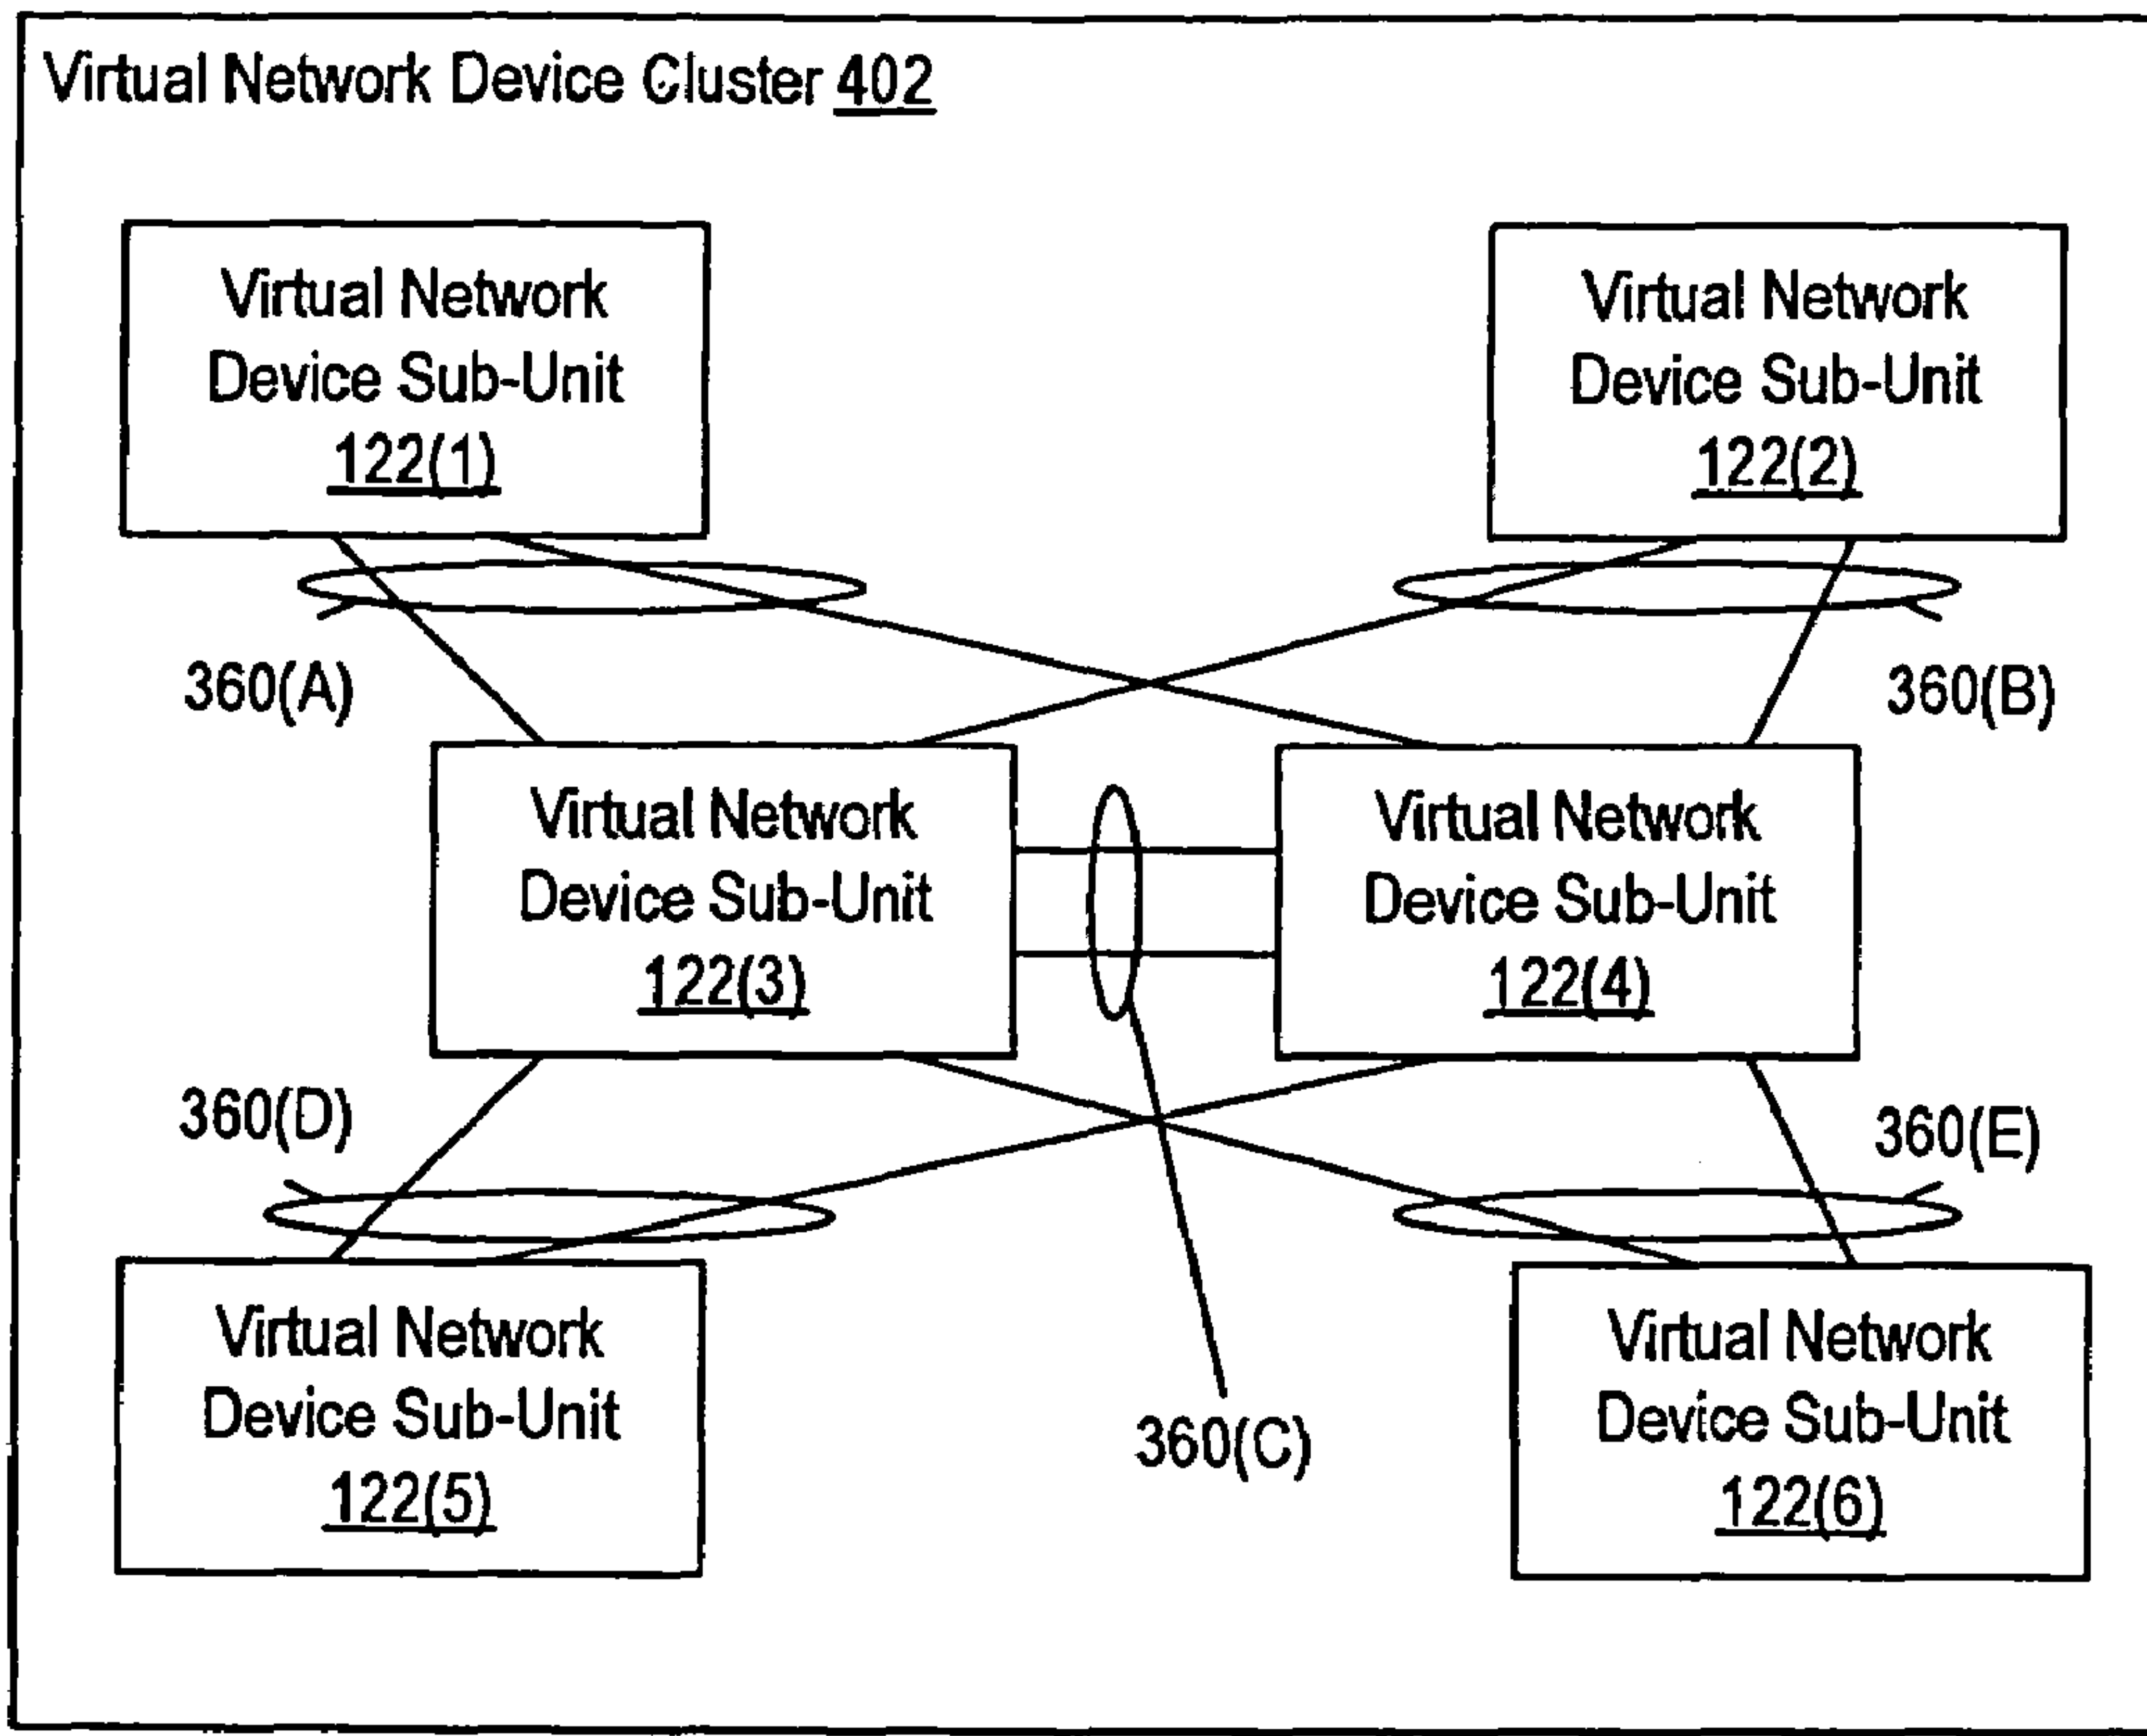 Virtual Network Device Cluster 402
Virtual Network
Device Sub-Unit
122(1)
Virtual Network
Device Sub-Unit
122(2)
360(A)
360(B)
Virtual Network
Device Sub-Unit
122(3)
Virtual Network
Device Sub-Unit
122(4)
360(D)
360(E)
Virtual Network
Device Sub-Unit
122(5)
360(C)
Virtual Network
Device Sub-Unit
122(6)